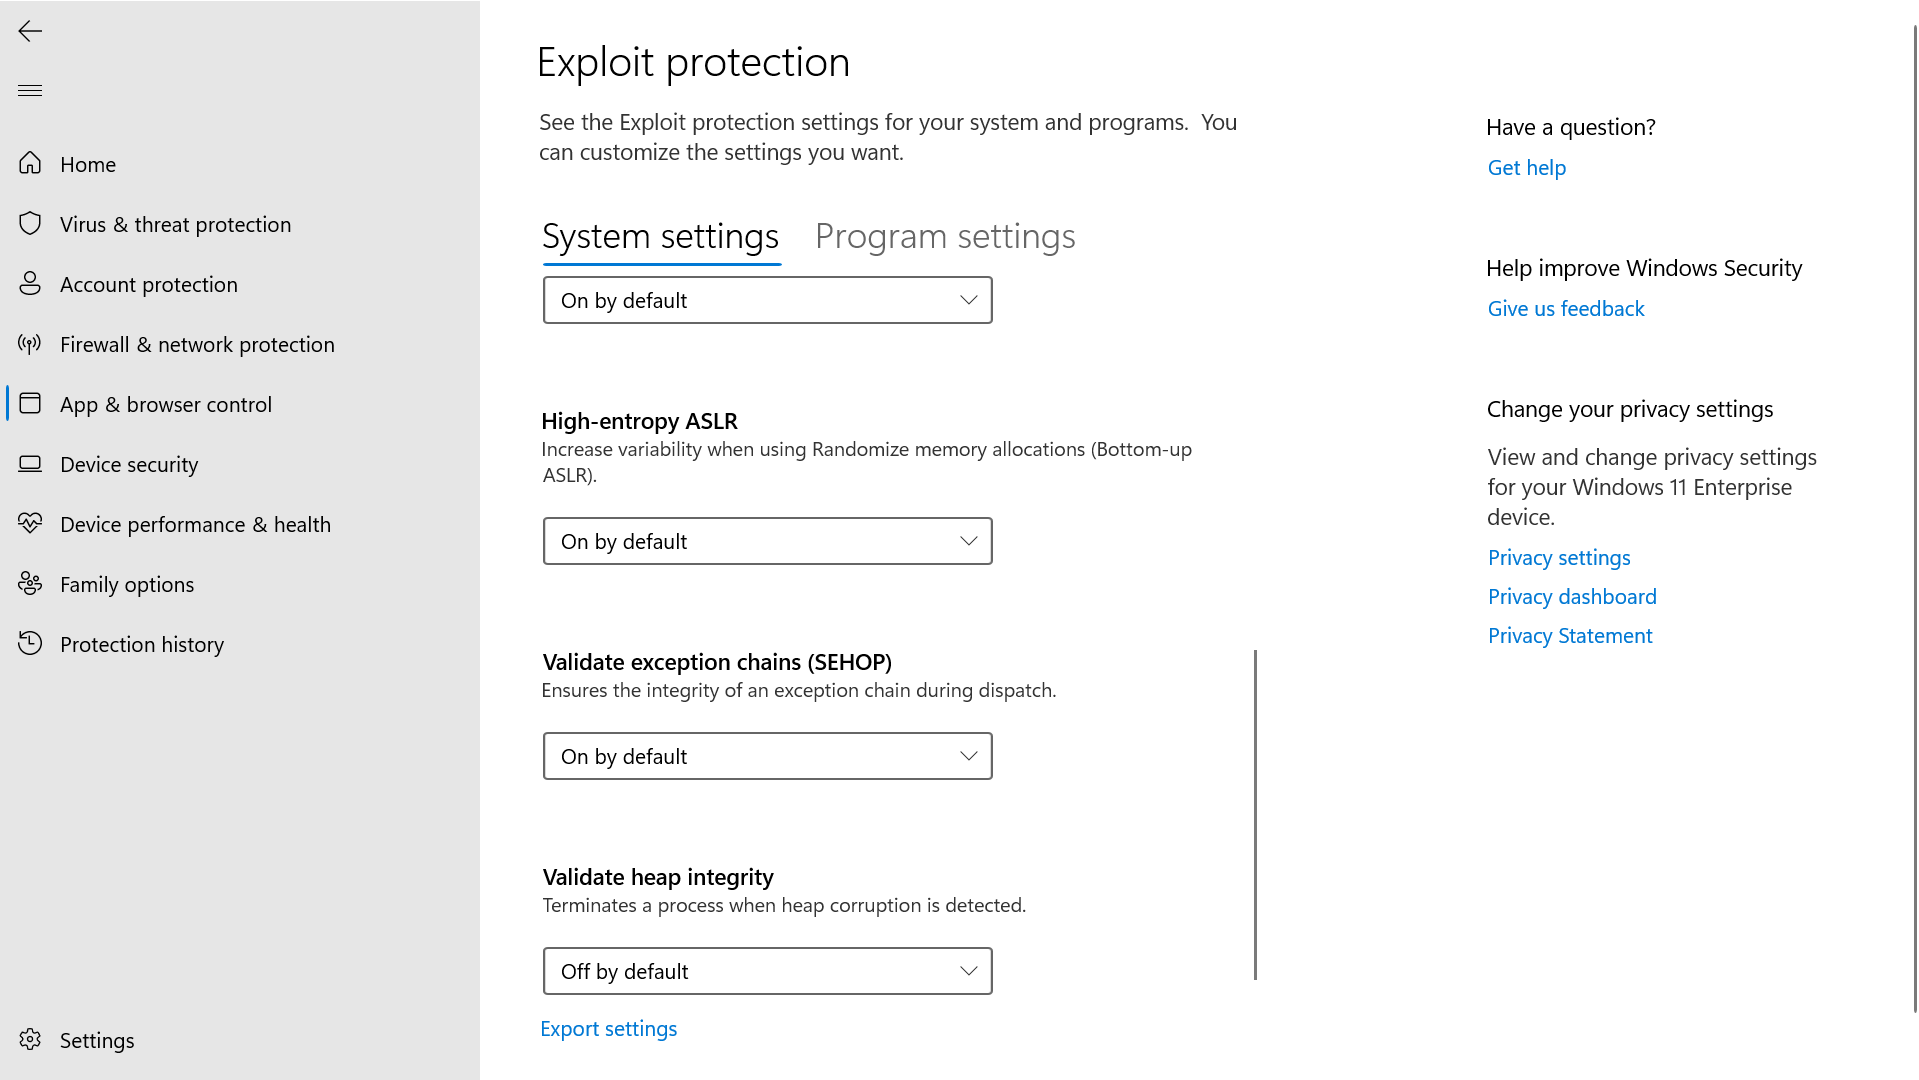 Home
Virus & threat protection
Account protection
Firewall & network protection
App & browser control
Device security
Device performance & health
Family options
Protection history
Settings
Exploit protection
See the Exploit protection settings for your system and programs.  You
can customize the settings you want.
System settings
Program settings
On by default
High-entropy ASLR
Increase variability when using Randomize memory allocations (Bottom-up
ASLR).
On by default
Validate exception chains (SEHOP)
Ensures the integrity of an exception chain during dispatch.
On by default
Validate heap integrity
Terminates a process when heap corruption is detected.
Off by default
Export settings
Have a question?
Get help
Help improve Windows Security
Give us feedback
Change your privacy settings
View and change privacy settings
for your Windows 11 Enterprise
device.
Privacy settings
Privacy dashboard
Privacy Statement